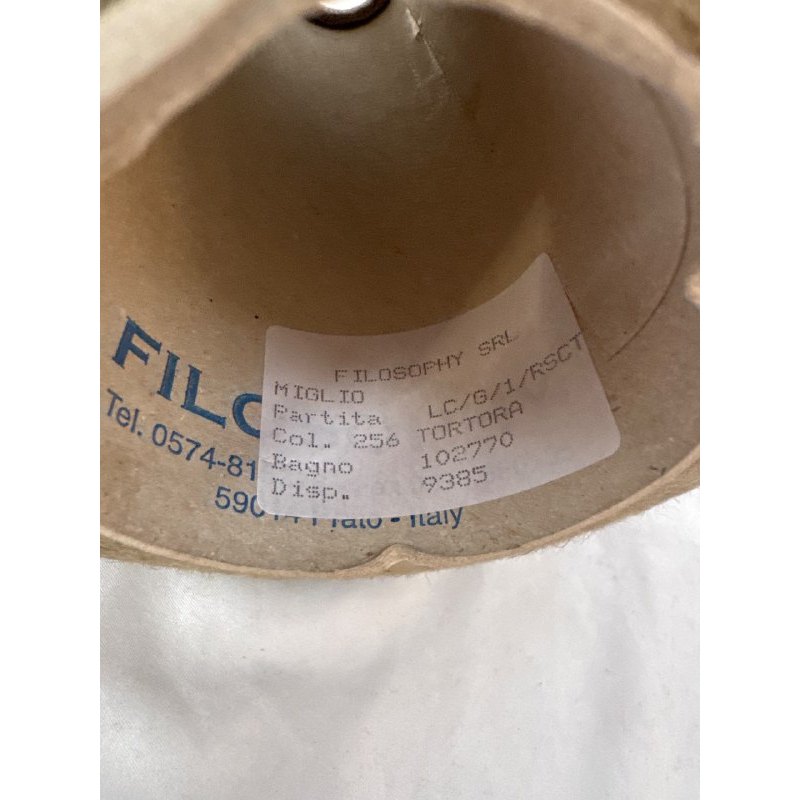 FILOSOPHY SRL
MIGLIO
Partita LC/G/1/RSCT
Col. 256 TORTORA
Bagno 102770
Disp. 9385
FILO
Tel. 0574-81
590 Prato - Italy